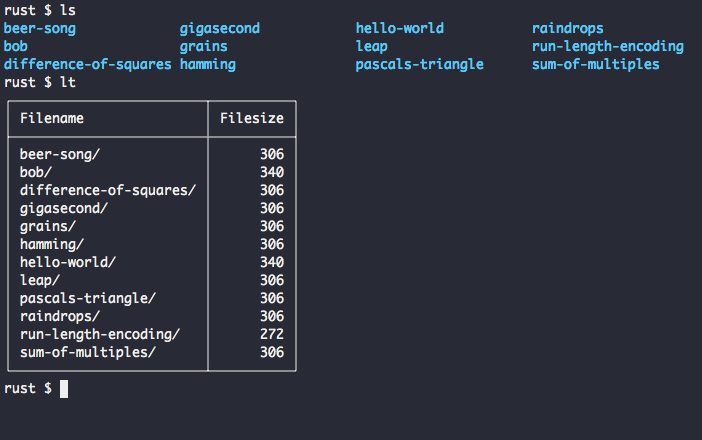 rust $ ls
beer-song gigasecond hello-world raindrops
bob grains leap run-length-encoding
difference-of-squares hamming pascals-triangle sum-of-multiples
rust $ lt
Filename Filesize
beer-song/ 306
bob/ 340
difference-of-squares/ 306
gigasecond/ 306
grains/ 306
hamming/ 306
hello-world/ 340
leap/ 306
pascals-triangle/ 306
raindrops/ 306
run-length-encoding/ 272
sum-of-multiples/ 306
rust $